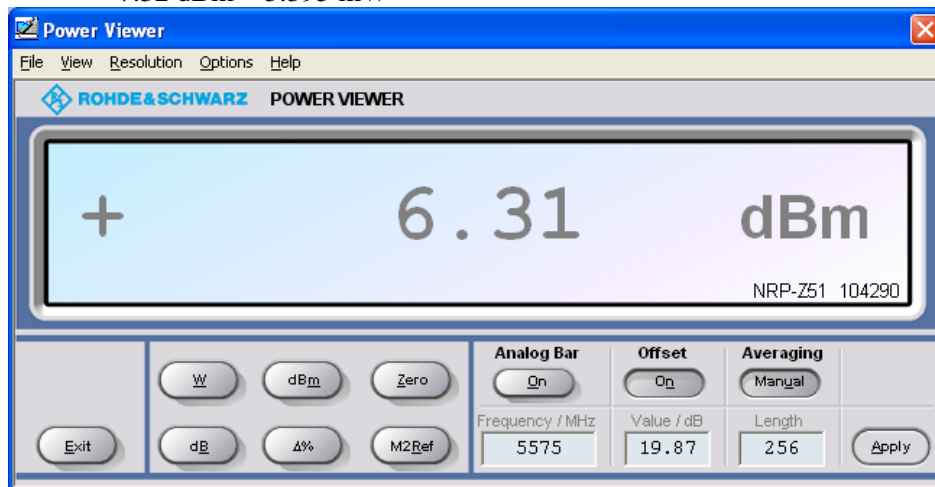 Power Viewer
File View Resolution Options Help
ROHDE&SCHWARZ POWER VIEWER
+ 6.31 dBm
NRP-Z51 104290
Analog Bar Offset Averaging
W dBm Zero On On Manual
Frequency / MHz Value / dB Length
Exit dB Δ% M2Ref 5575 19.87 256 Apply